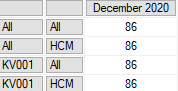 December 2020
All All 86
All HCM 86
KV001 All 86
KV001 HCM 86